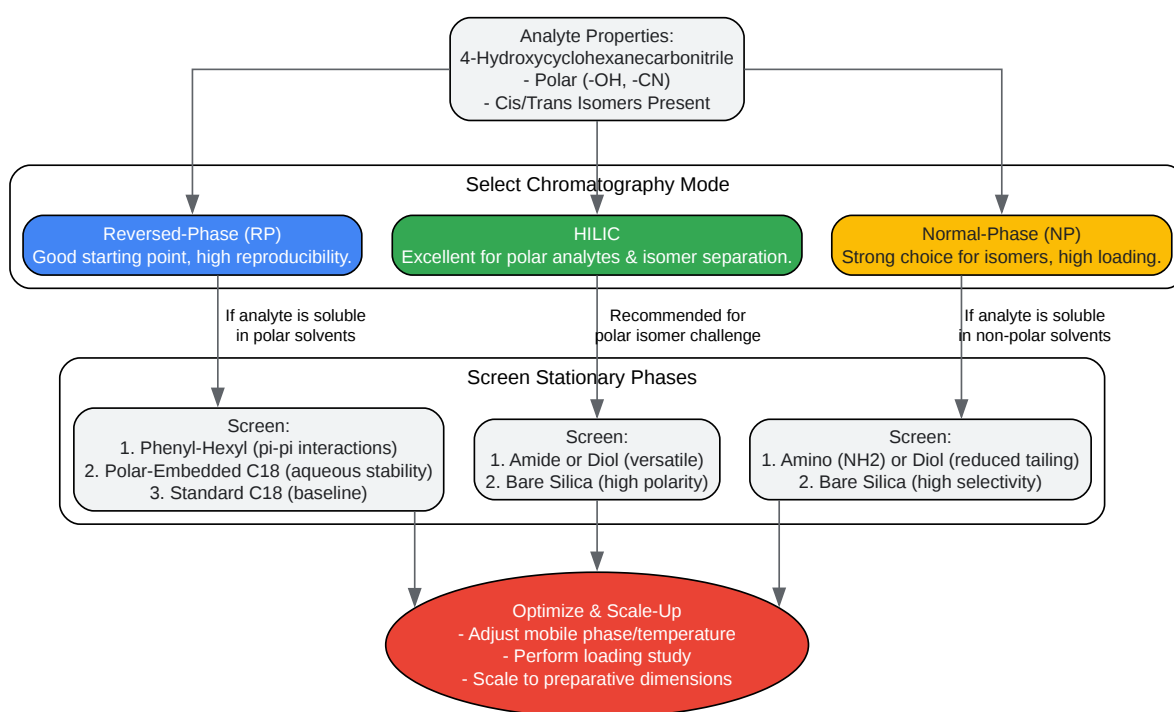 Analyte Properties:
4-Hydroxycyclohexanecarbonitrile
- Polar (-OH, -CN)
- Cis/Trans Isomers Present
Select Chromatography Mode
Reversed-Phase (RP)
Good starting point, high reproducibility.
HILIC
Excellent for polar analytes & isomer separation.
Normal-Phase (NP)
Strong choice for isomers, high loading.
If analyte is soluble
in polar solvents
Recommended for
polar isomer challenge
If analyte is soluble
in non-polar solvents
Screen Stationary Phases
Screen:
1. Phenyl-Hexyl (pi-pi interactions)
2. Polar-Embedded C18 (aqueous stability)
3. Standard C18 (baseline)
Screen:
1. Amide or Diol (versatile)
2. Bare Silica (high polarity)
Screen:
1. Amino (NH2) or Diol (reduced tailing)
2. Bare Silica (high selectivity)
Optimize & Scale-Up
- Adjust mobile phase/temperature
- Perform loading study
- Scale to preparative dimensions